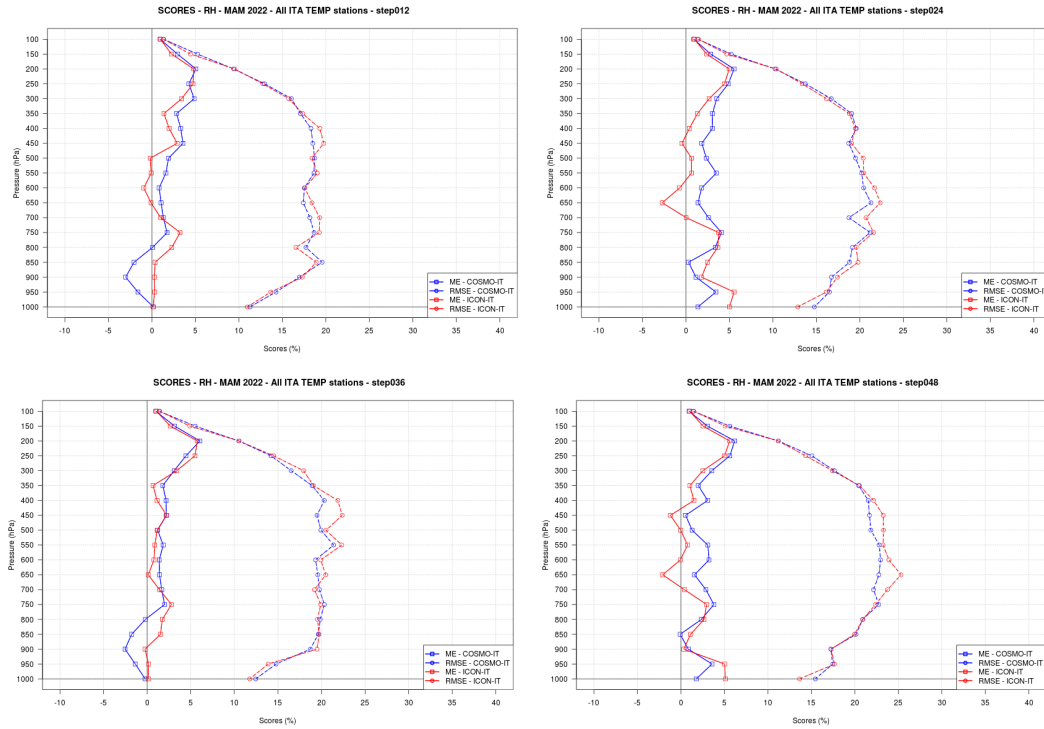 SCORES - RH - MAM 2022 - All ITA TEMP stations - step012
Pressure (hPa)
100
150
200
250
300
350
400
450
500
550
600
650
700
750
800
850
900
950
1000
ME - COSMO-IT
RMSE - COSMO-IT
ME - ICON-IT
RMSE - ICON-IT
-10 -5 0 5 10 15 20 25 30 35 40
Scores (%)
SCORES - RH - MAM 2022 - All ITA TEMP stations - step024
Pressure (hPa)
100
150
200
250
300
350
400
450
500
550
600
650
700
750
800
850
900
950
1000
ME - COSMO-IT
RMSE - COSMO-IT
ME - ICON-IT
RMSE - ICON-IT
-10 -5 0 5 10 15 20 25 30 35 40
Scores (%)
SCORES - RH - MAM 2022 - All ITA TEMP stations - step036
Pressure (hPa)
100
150
200
250
300
350
400
450
500
550
600
650
700
750
800
850
900
950
1000
ME - COSMO-IT
RMSE - COSMO-IT
ME - ICON-IT
RMSE - ICON-IT
-10 -5 0 5 10 15 20 25 30 35 40
Scores (%)
SCORES - RH - MAM 2022 - All ITA TEMP stations - step048
Pressure (hPa)
100
150
200
250
300
350
400
450
500
550
600
650
700
750
800
850
900
950
1000
ME - COSMO-IT
RMSE - COSMO-IT
ME - ICON-IT
RMSE - ICON-IT
-10 -5 0 5 10 15 20 25 30 35 40
Scores (%)